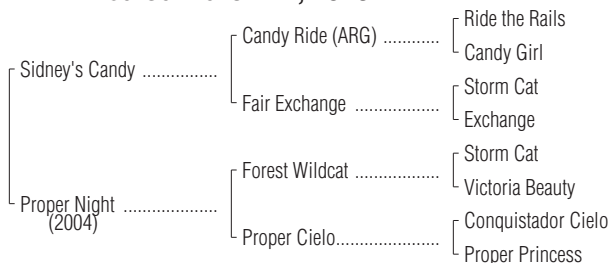 Candy Ride (ARG) ............
Ride the Rails
Candy Girl
Sidney's Candy ................
Fair Exchange ..................
Storm Cat
Exchange
Proper Night ....................
(2004)
Forest Wildcat ..................
Storm Cat
Victoria Beauty
Proper Cielo......................
Conquistador Cielo
Proper Princess